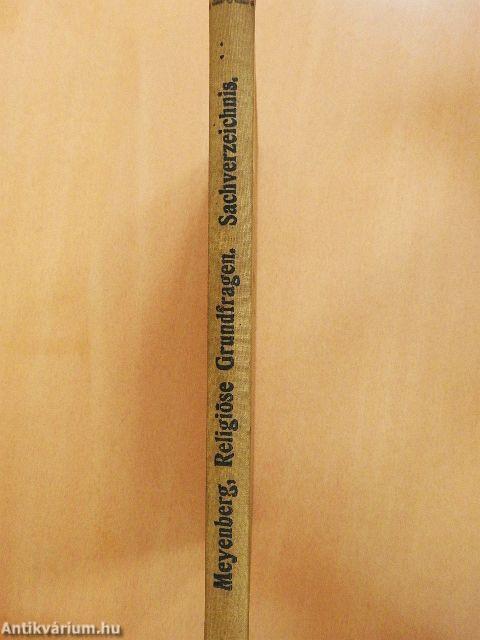 Meyenberg, Religiöse Grundfragen. Sachverzeichnis.
Antikvárium.hu